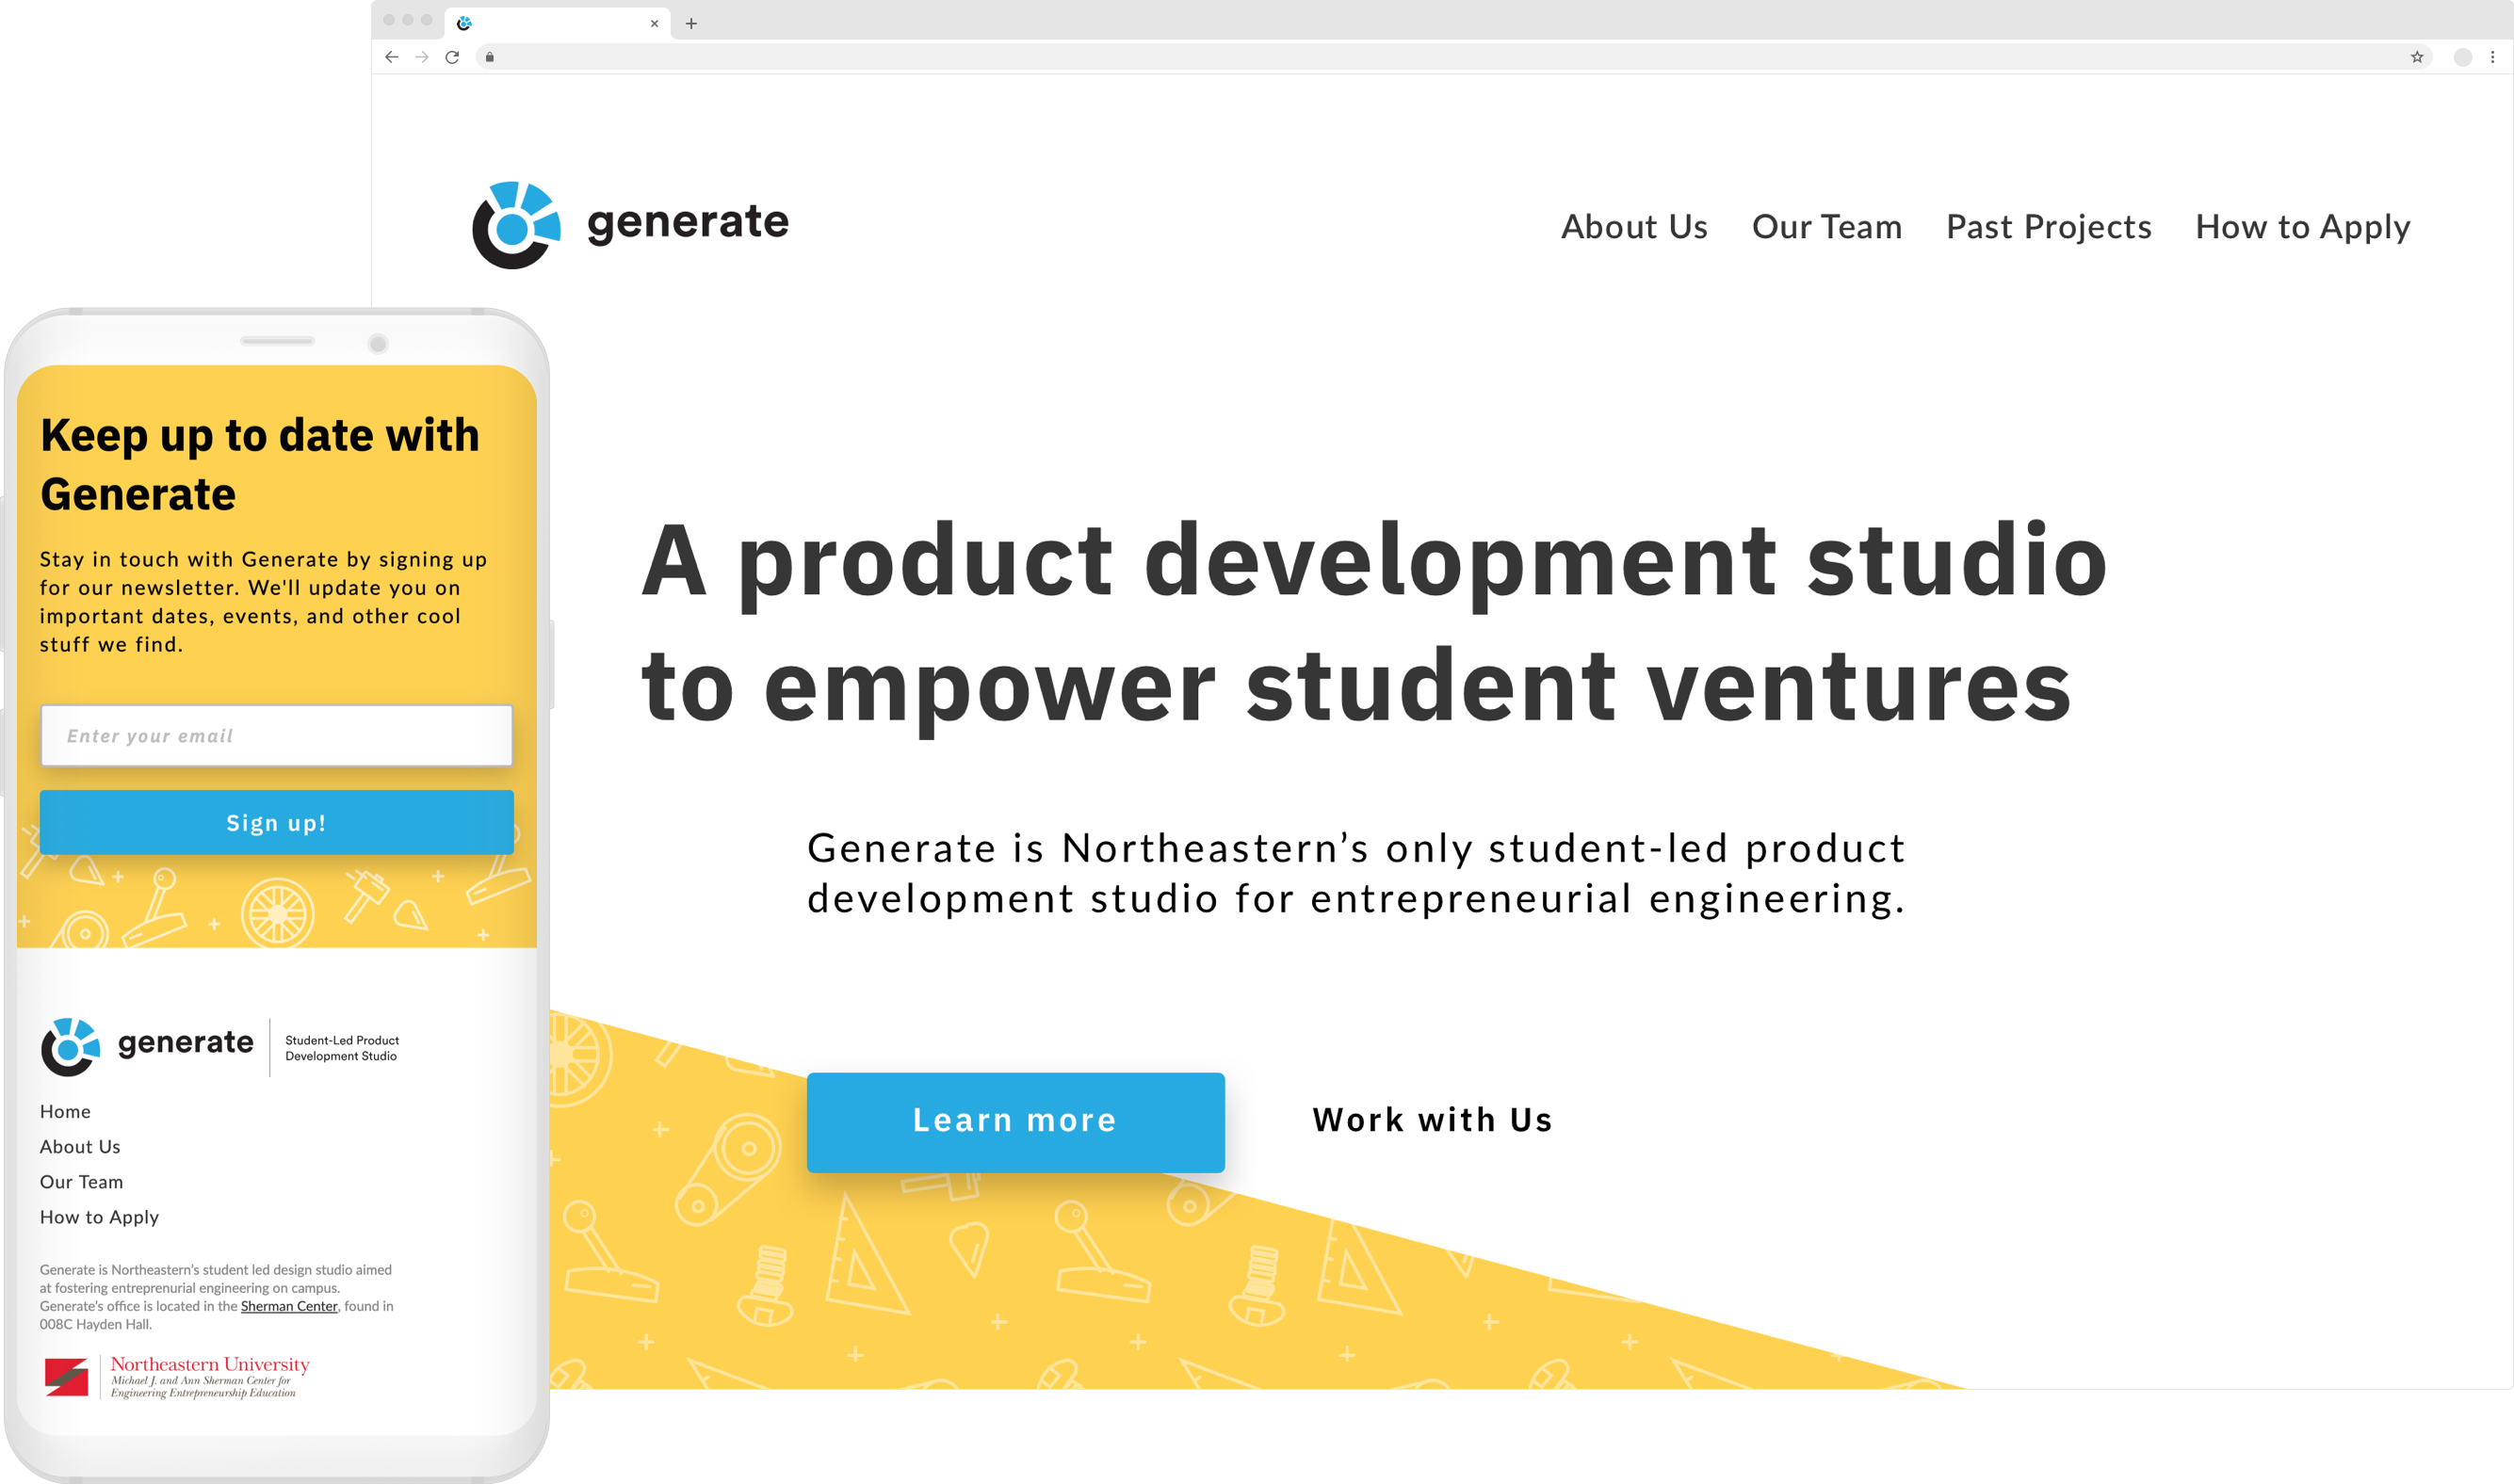 generate
About Us Our Team Past Projects How to Apply
A product development studio
to empower student ventures
Generate is Northeastern’s only student-led product
development studio for entrepreneurial engineering.
Learn more
Work with Us
Keep up to date with
Generate
Stay in touch with Generate by signing up
for our newsletter. We'll update you on
important dates, events, and other cool
stuff we find.
Enter your email
Sign up!
generate
Student-Led Product
Development Studio
Home
About Us
Our Team
How to Apply
Generate is Northeastern’s student led design studio aimed
at fostering entreprenurial engineering on campus.
Generate’s office is located in the Sherman Center, found in
008C Hayden Hall.
Northeastern University
Michael J. and Ann Sherman Center for
Engineering Entrepreneurship Education